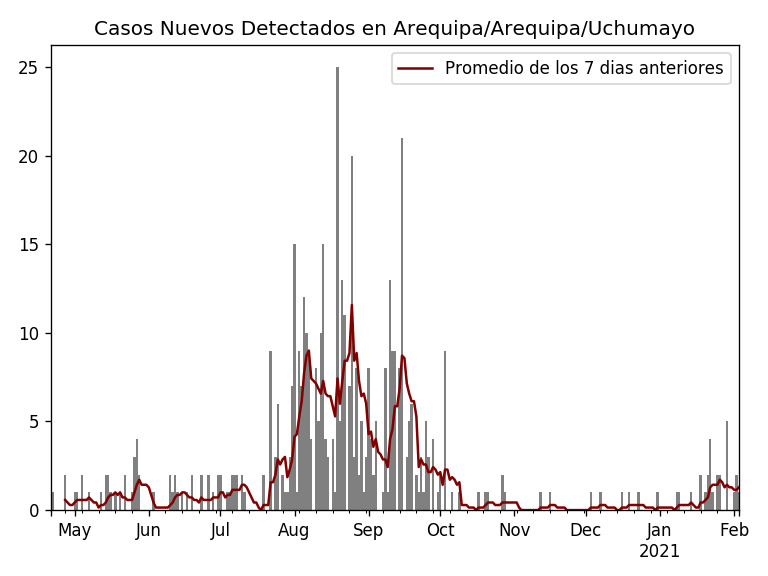 Casos Nuevos Detectados en Arequipa/Arequipa/Uchumayo
Promedio de los 7 dias anteriores
25
20
15
10
5
0
May Jun Jul Aug Sep Oct Nov Dec Jan Feb
2021